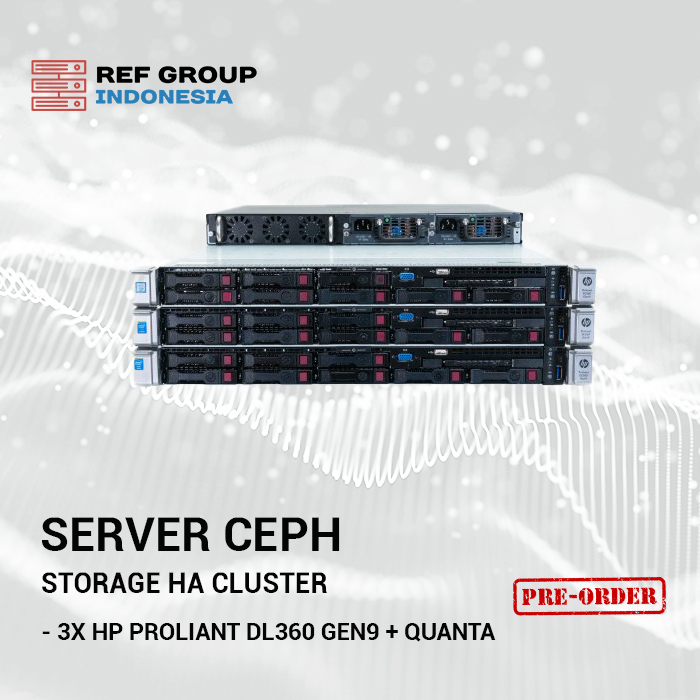 REF GROUP
INDONESIA
SERVER CEPH
STORAGE HA CLUSTER
PRE-ORDER
- 3X HP PROLIANT DL360 GEN9 + QUANTA